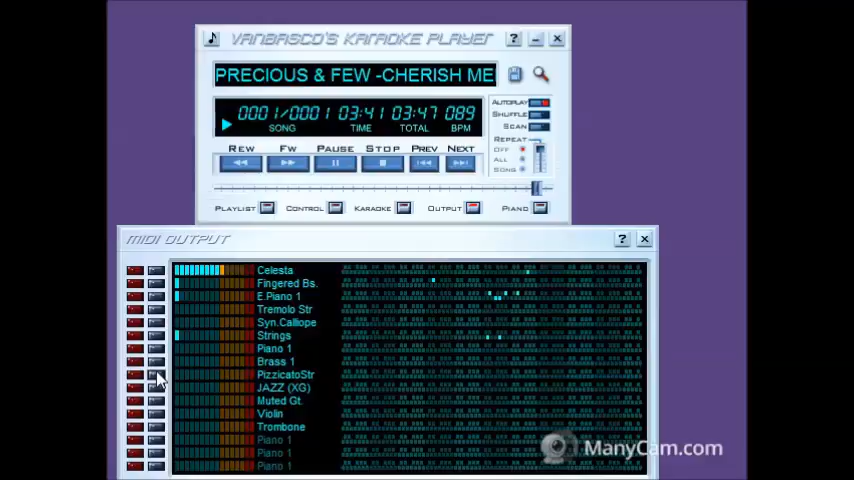 VANBASCO'S KARAOKE PLAYER
?
PRECIOUS & FEW -CHERISH ME
0001/0001 03:41 03:47 089
SONG TIME TOTAL BPM
AUTOPLAY
SHUFFLE
SCAN
REPEAT
OFF
ALL
SONG
REW FW PAUSE STOP PREV NEXT
PLAYLIST CONTROL KARAOKE OUTPUT PIANO
MIDI OUTPUT
?
Celesta
Fingered Bs.
E.Piano 1
Tremolo Str
Syn.Calliope
Strings
Piano 1
Brass 1
PizzicatoStr
JAZZ (XG)
Muted Gt.
Violin
Trombone
Piano 1
Piano 1
Piano 1
ManyCam.com